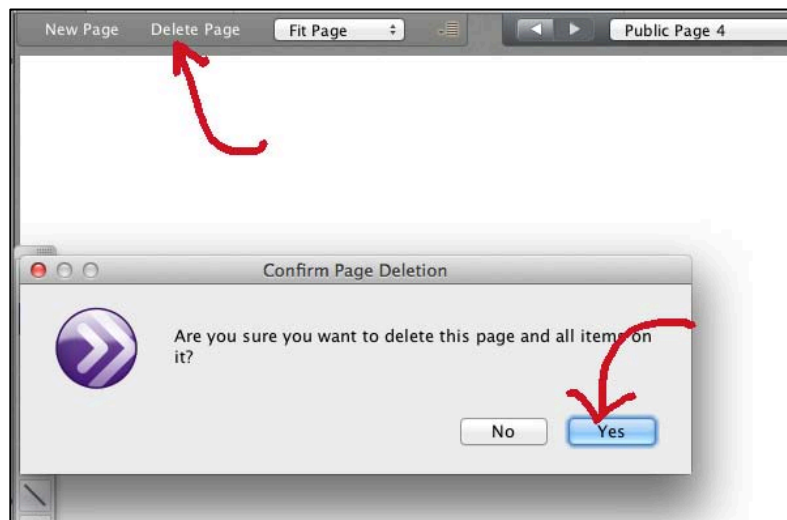 New Page Delete Page Fit Page Public Page 4
Confirm Page Deletion
Are you sure you want to delete this page and all items on
it?
No Yes